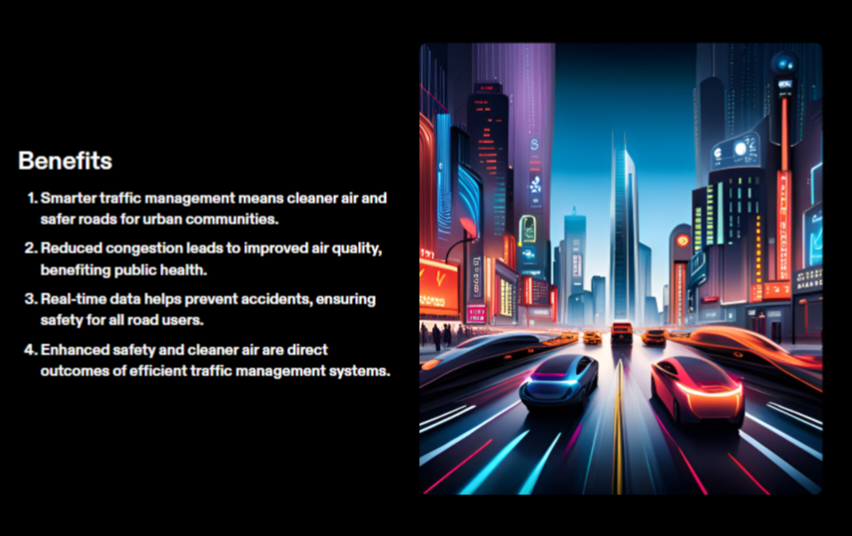 Benefits
1. Smarter traffic management means cleaner air and
safer roads for urban communities.
2. Reduced congestion leads to improved air quality,
benefiting public health.
3. Real-time data helps prevent accidents, ensuring
safety for all road users.
4. Enhanced safety and cleaner air are direct
outcomes of efficient traffic management systems.